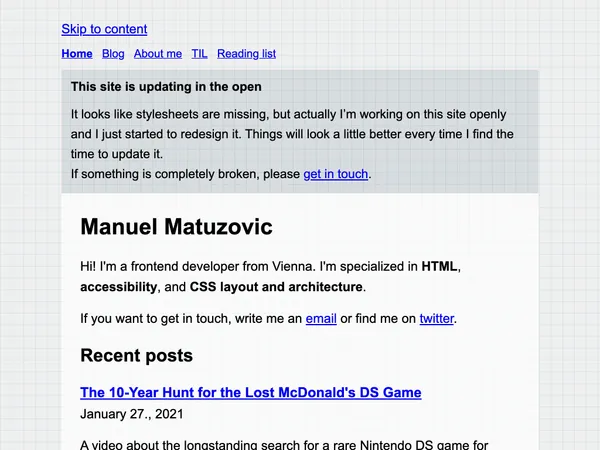 Skip to content
Home Blog About me TIL Reading list
This site is updating in the open
It looks like stylesheets are missing, but actually I’m working on this site openly
and I just started to redesign it. Things will look a little better every time I find the
time to update it.
If something is completely broken, please get in touch.
Manuel Matuzovic
Hi! I'm a frontend developer from Vienna. I'm specialized in HTML,
accessibility, and CSS layout and architecture.
If you want to get in touch, write me an email or find me on twitter.
Recent posts
The 10-Year Hunt for the Lost McDonald's DS Game
January 27., 2021
A video about the longstanding search for a rare Nintendo DS game for